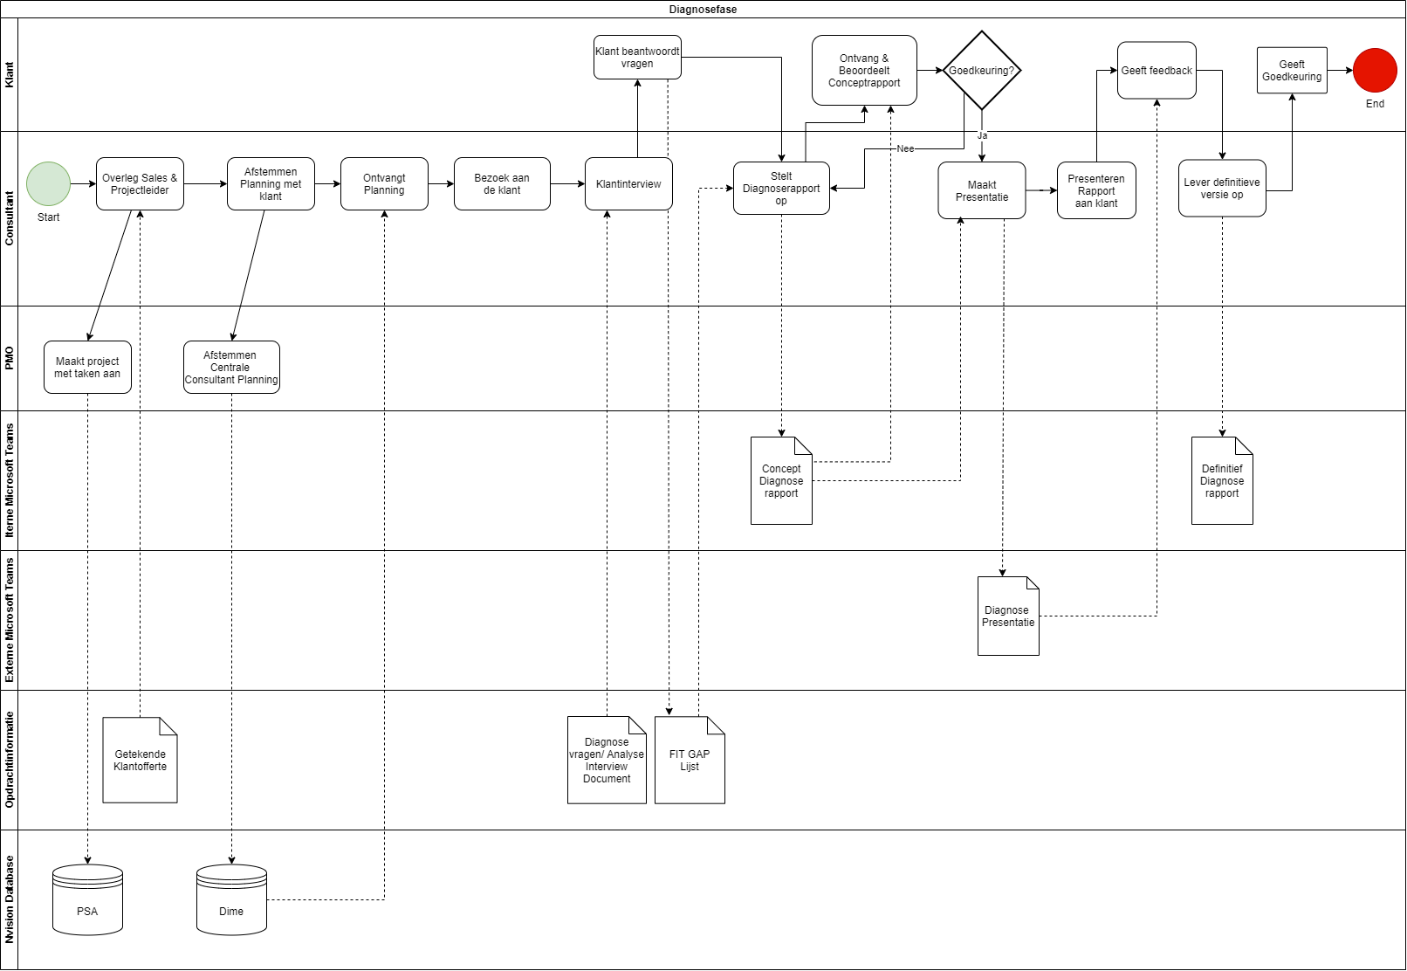 Diagnosefase
Klant
Klant beantwoordt
vragen
Ontvang &
Beoordeelt
Conceptrapport
Goedkeuring?
Geeft feedback
Geeft
Goedkeuring
End
Ja
Nee
Consultant
Start
Overleg Sales &
Projectleider
Afstemmen
Planning met
klant
Ontvangt
Planning
Bezoek aan
de klant
Klantinterview
Stelt
Diagnoserapport
op
Maakt
Presentatie
Presenteren
Rapport
aan klant
Lever definitieve
versie op
PMO
Maakt project
met taken aan
Afstemmen
Centrale
Consultant Planning
Iterne Microsoft Teams
Concept
Diagnose
rapport
Definitief
Diagnose
rapport
Externe Microsoft Teams
Diagnose
Presentatie
Opdrachtinformatie
Getekende
Klantofferte
Diagnose
vragen/ Analyse
Interview
Document
FIT GAP
Lijst
Nvision Database
PSA
Dime